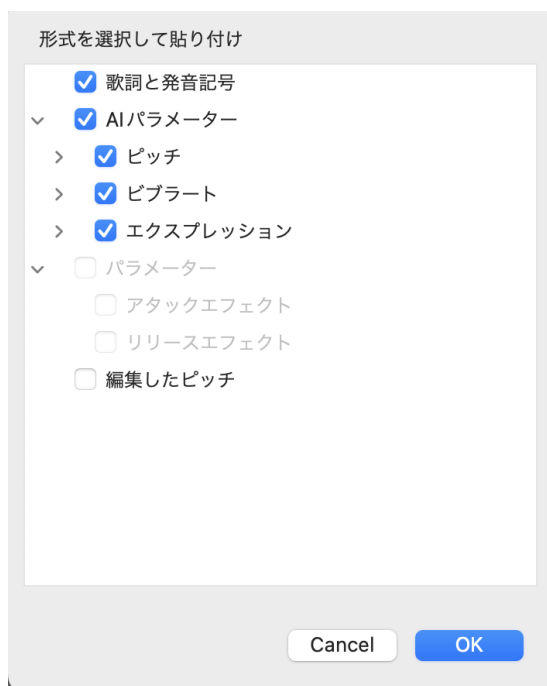 形式を選択して貼り付け
歌詞と発音記号
AIパラメーター
ピッチ
ビブラート
エクスプレッション
パラメーター
アタックエフェクト
リリースエフェクト
編集したピッチ
Cancel OK